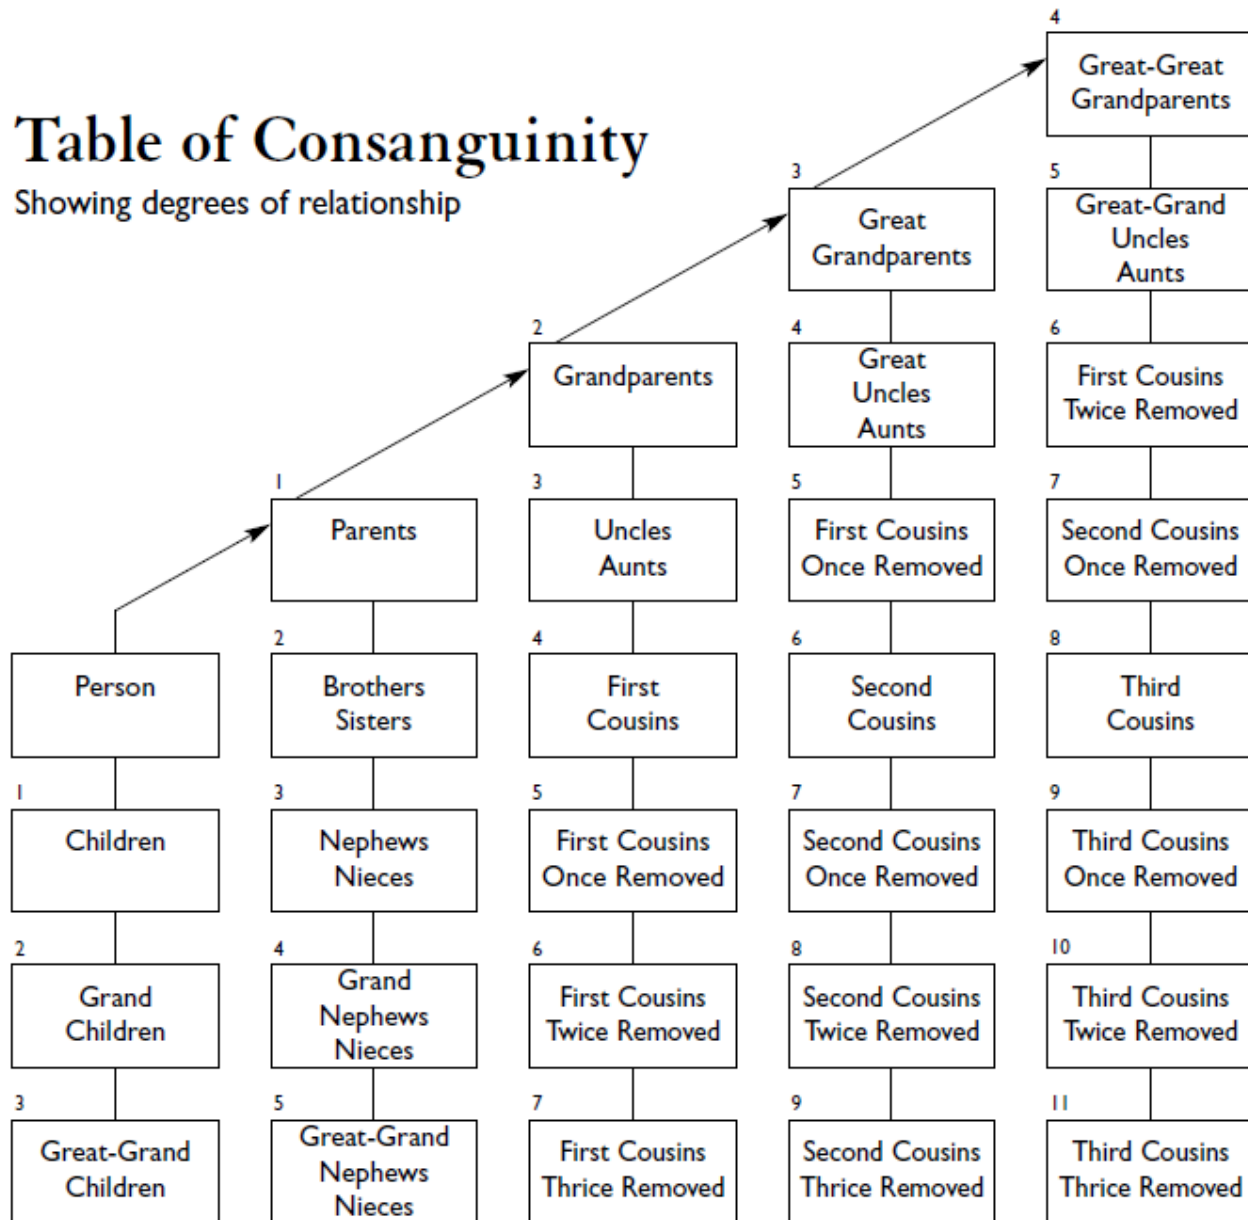 Table of Consanguinity
Showing degrees of relationship
4
Great-Great
Grandparents
3
Great
Grandparents
5
Great-Grand
Uncles
Aunts
2
Grandparents
4
Great
Uncles
Aunts
6
First Cousins
Twice Removed
1
Parents
3
Uncles
Aunts
5
First Cousins
Once Removed
7
Second Cousins
Once Removed
Person
2
Brothers
Sisters
4
First
Cousins
6
Second
Cousins
8
Third
Cousins
1
Children
3
Nephews
Nieces
5
First Cousins
Once Removed
7
Second Cousins
Once Removed
9
Third Cousins
Once Removed
2
Grand
Children
4
Grand
Nephews
Nieces
6
First Cousins
Twice Removed
8
Second Cousins
Twice Removed
10
Third Cousins
Twice Removed
3
Great-Grand
Children
5
Great-Grand
Nephews
Nieces
7
First Cousins
Thrice Removed
9
Second Cousins
Thrice Removed
11
Third Cousins
Thrice Removed